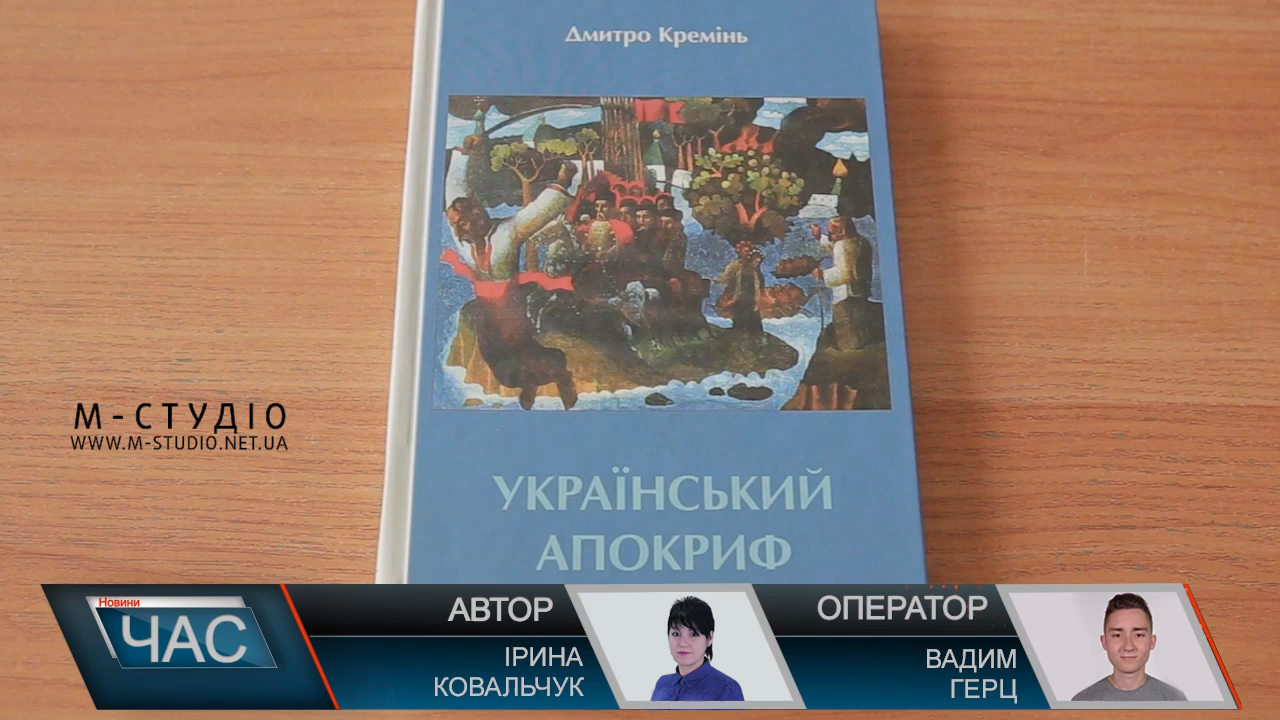 Дмитро Кремінь
М-СТУДІО
WWW.M-STUDIO.NET.UA
УКРАЇНСЬКИЙ
АПОКРИФ
Новини
ЧАС
АВТОР
ІРИНА
КОВАЛЬЧУК
ОПЕРАТОР
ВАДИМ
ГЕРЦ